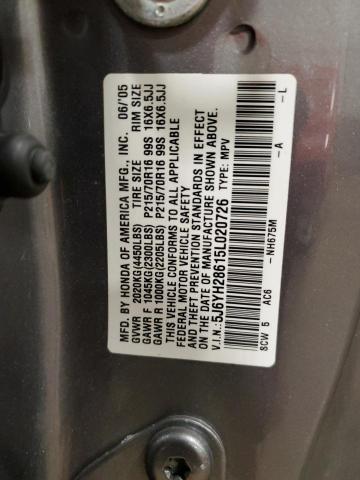 MFD. BY HONDA OF AMERICA MFG., INC. 06/'05
GVWR 2020KG(4450LBS) TIRE SIZE RIM SIZE
GAWR F 1045KG(2300LBS) P215/70R16 99S 16X6.5JJ
GAWR R 1000KG(2205LBS) P215/70R16 99S 16X6.5JJ
THIS VEHICLE CONFORMS TO ALL APPLICABLE
FEDERAL MOTOR VEHICLE SAFETY
AND THEFT PREVENTION STANDARDS IN EFFECT
ON THE DATE OF MANUFACTURE SHOWN ABOVE.
V.I.N.: 5J6YH28615L020726 TYPE: MPV
SCW 5 AC6 -NH675M -A -L